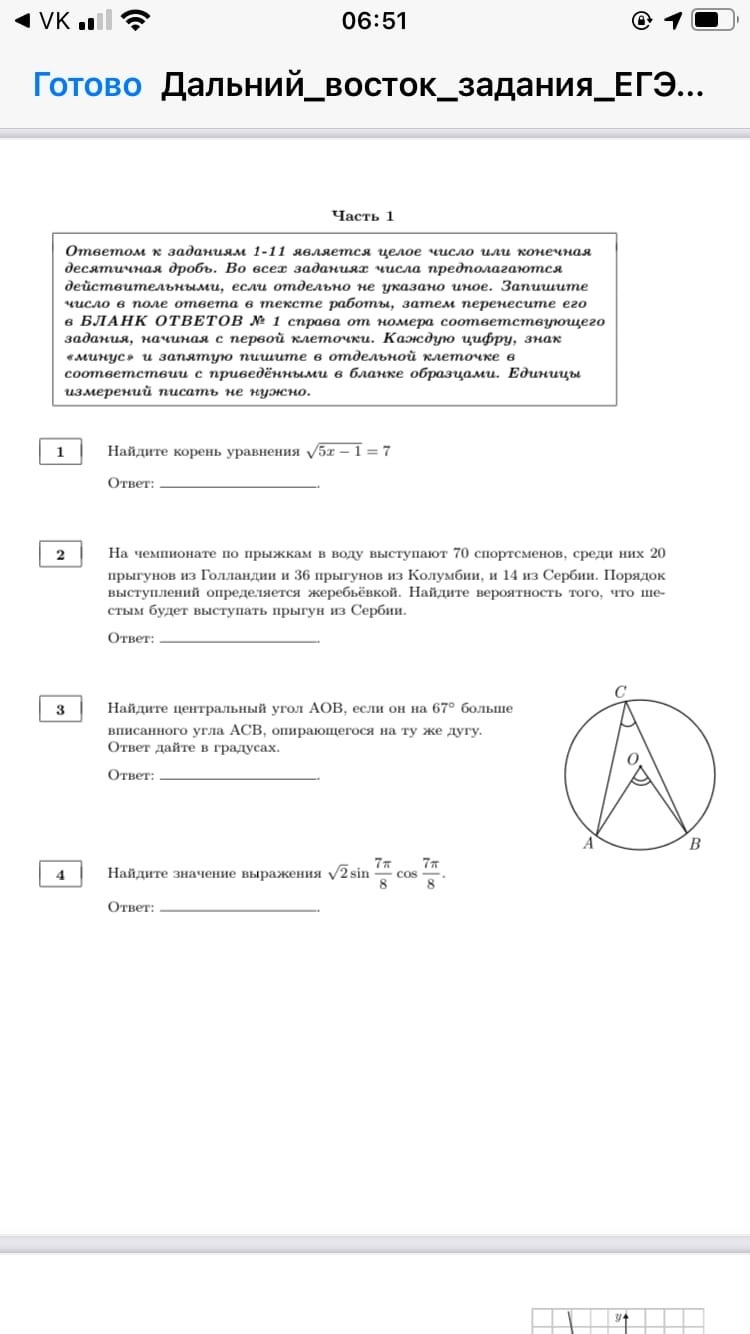 VK 06:51
Готово Дальний_восток_задания_ЕГЭ...
Часть 1
Ответом к заданиям 1-11 является целое число или конечная
десятичная дробь. Во всех заданиях числа предполагаются
действительными, если отдельно не указано иное. Запишите
число в поле ответа в тексте работы, затем перенесите его
в БЛАНК ОТВЕТОВ № 1 справа от номера соответствующего
задания, начиная с первой клеточки. Каждую цифру, знак
«минус» и запятую пишите в отдельной клеточке в
соответствии с приведёнными в бланке образцами. Единицы
измерений писать не нужно.
1 Найдите корень уравнения √5x − 1 = 7
Ответ: ____________.
2 На чемпионате по прыжкам в воду выступают 70 спортсменов, среди них 20
прыгунов из Голландии и 36 прыгунов из Колумбии, и 14 из Сербии. Порядок
выступлений определяется жеребьёвкой. Найдите вероятность того, что ше-
стым будет выступать прыгун из Сербии.
Ответ: ____________.
3 Найдите центральный угол AOB, если он на 67° больше
вписанного угла ACB, опирающегося на ту же дугу.
Ответ дайте в градусах.
Ответ: ____________.
C
O
A
B
4 Найдите значение выражения √2 sin 7π/8 cos 7π/8.
Ответ: ____________.
y